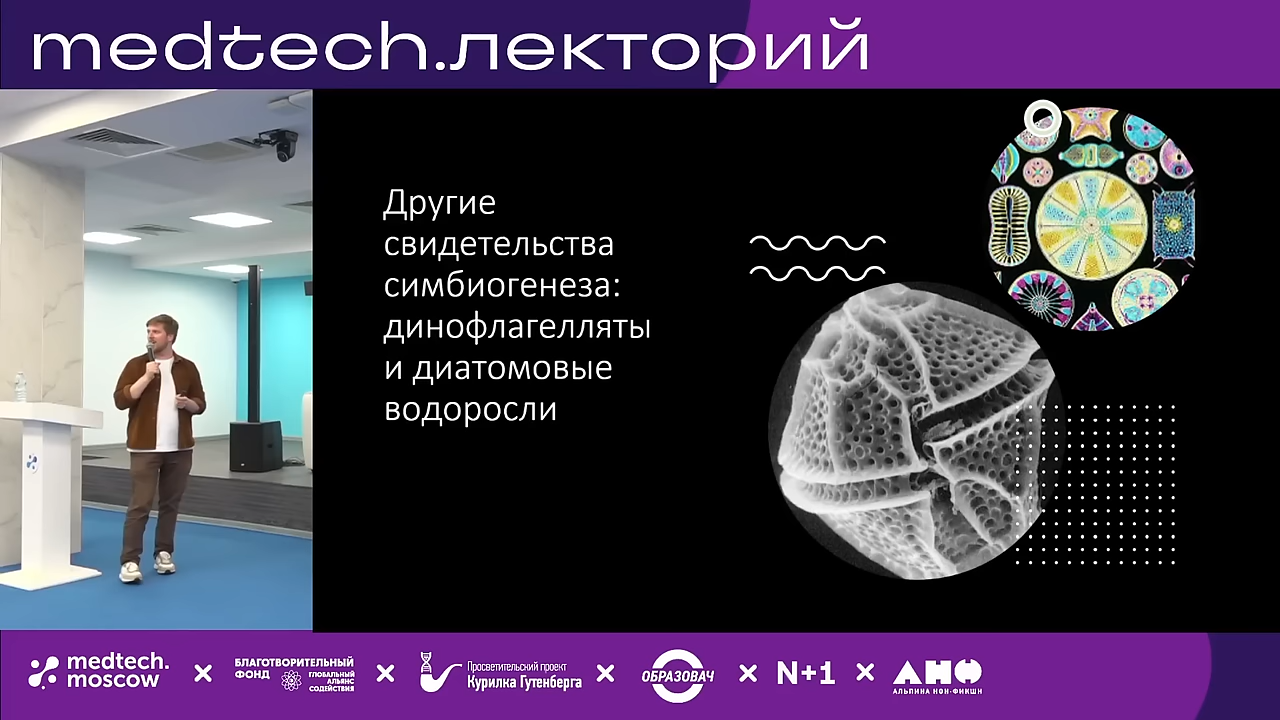 medtech.лекторий
Другие
свидетельства
симбиогенеза:
динофлагелляты
и диатомовые
водоросли
medtech.
moscow
×
БЛАГОТВОРИТЕЛЬНЫЙ
ФОНД
ГЛОБАЛЬНЫЙ
АЛЬЯНС
СОДЕЙСТВИЯ
×
Просветительский проект
Курилка Гутенберга
×
ОБРАЗОВАЧ
×
N+1
×
АНФ
АЛЬПИНА НОН-ФИКШН